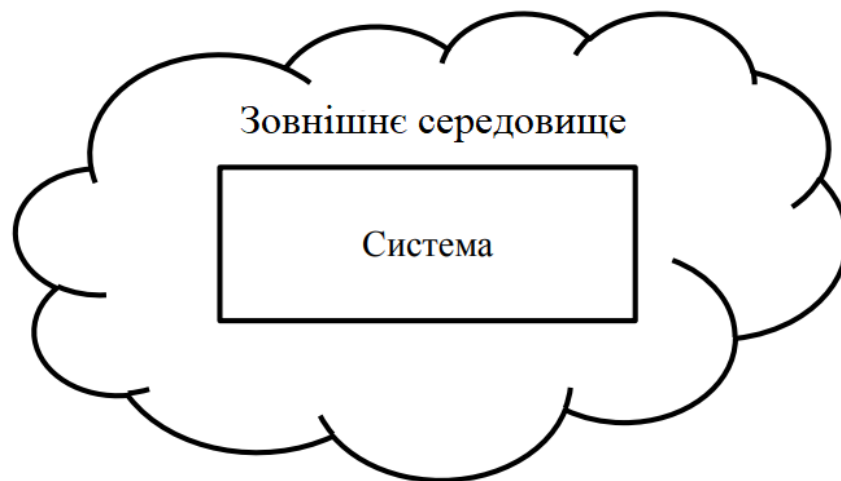 Зовнішнє середовище
Система